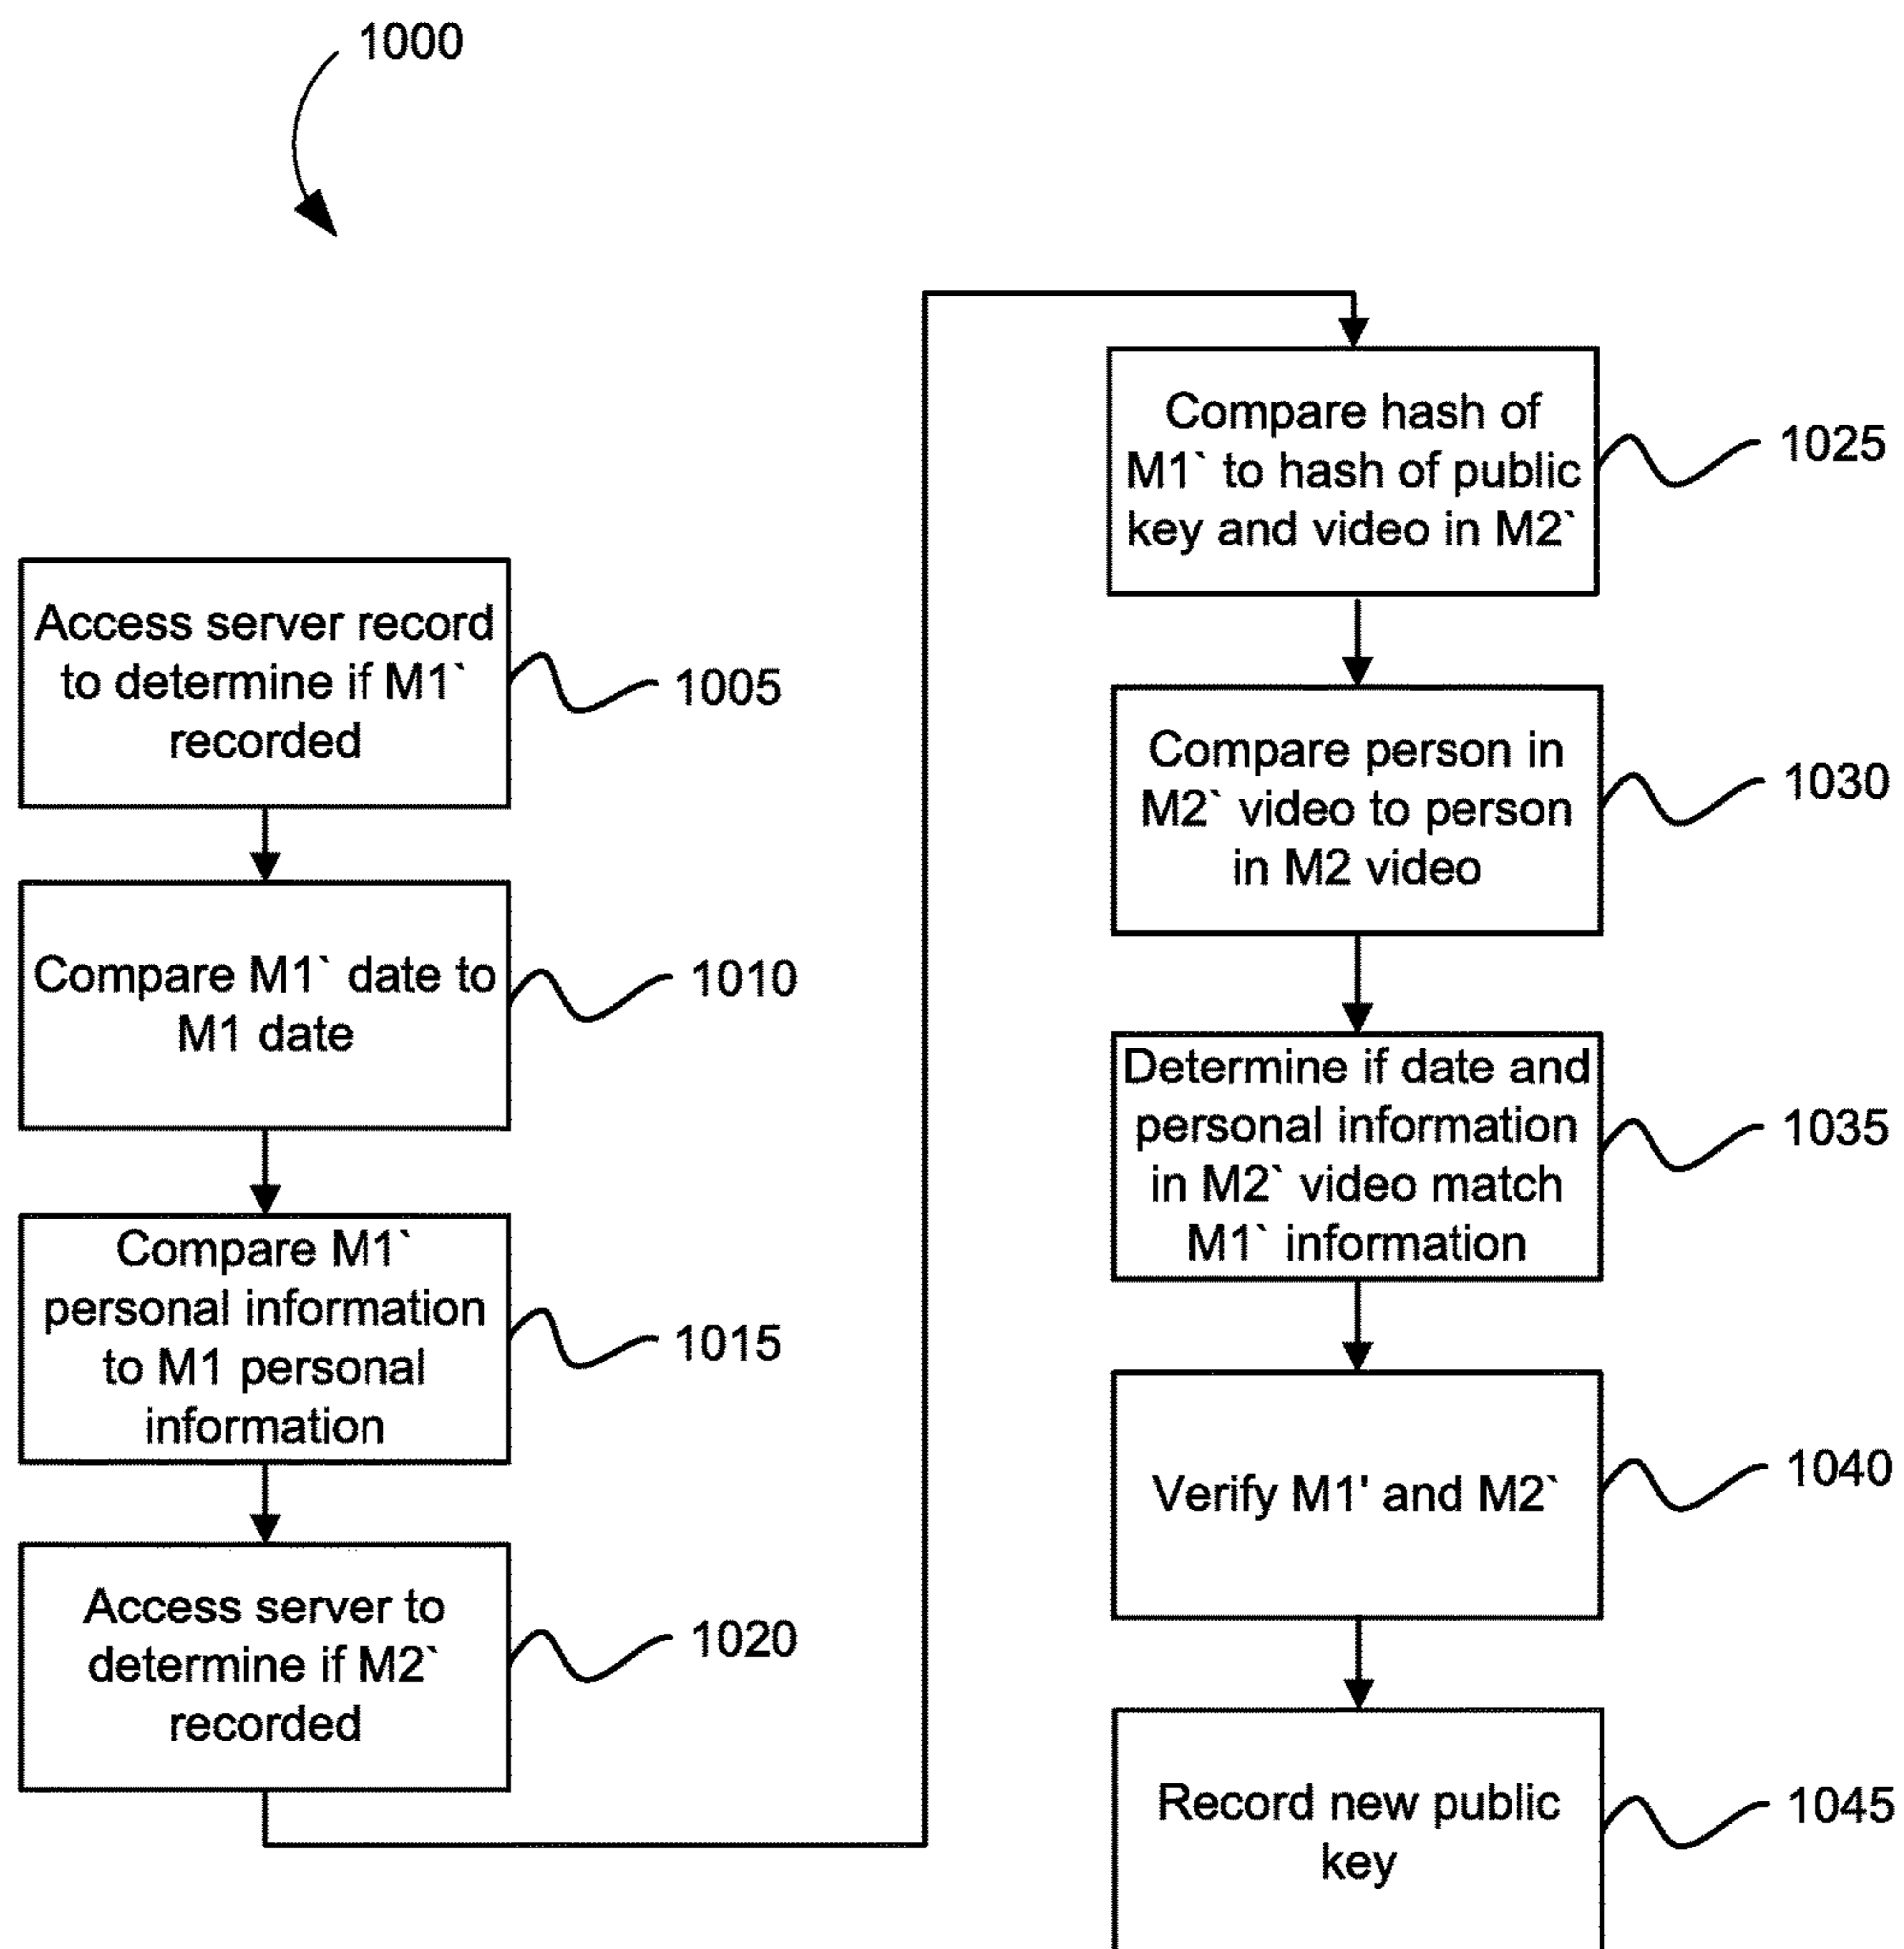 1000
Access server record
to determine if M1`
recorded
1005
Compare M1` date to
M1 date
1010
Compare M1`
personal information
to M1 personal
information
1015
Access server to
determine if M2`
recorded
1020
Compare hash of
M1` to hash of public
key and video in M2`
1025
Compare person in
M2` video to person
in M2 video
1030
Determine if date and
personal information
in M2` video match
M1` information
1035
Verify M1' and M2`
1040
Record new public
key
1045